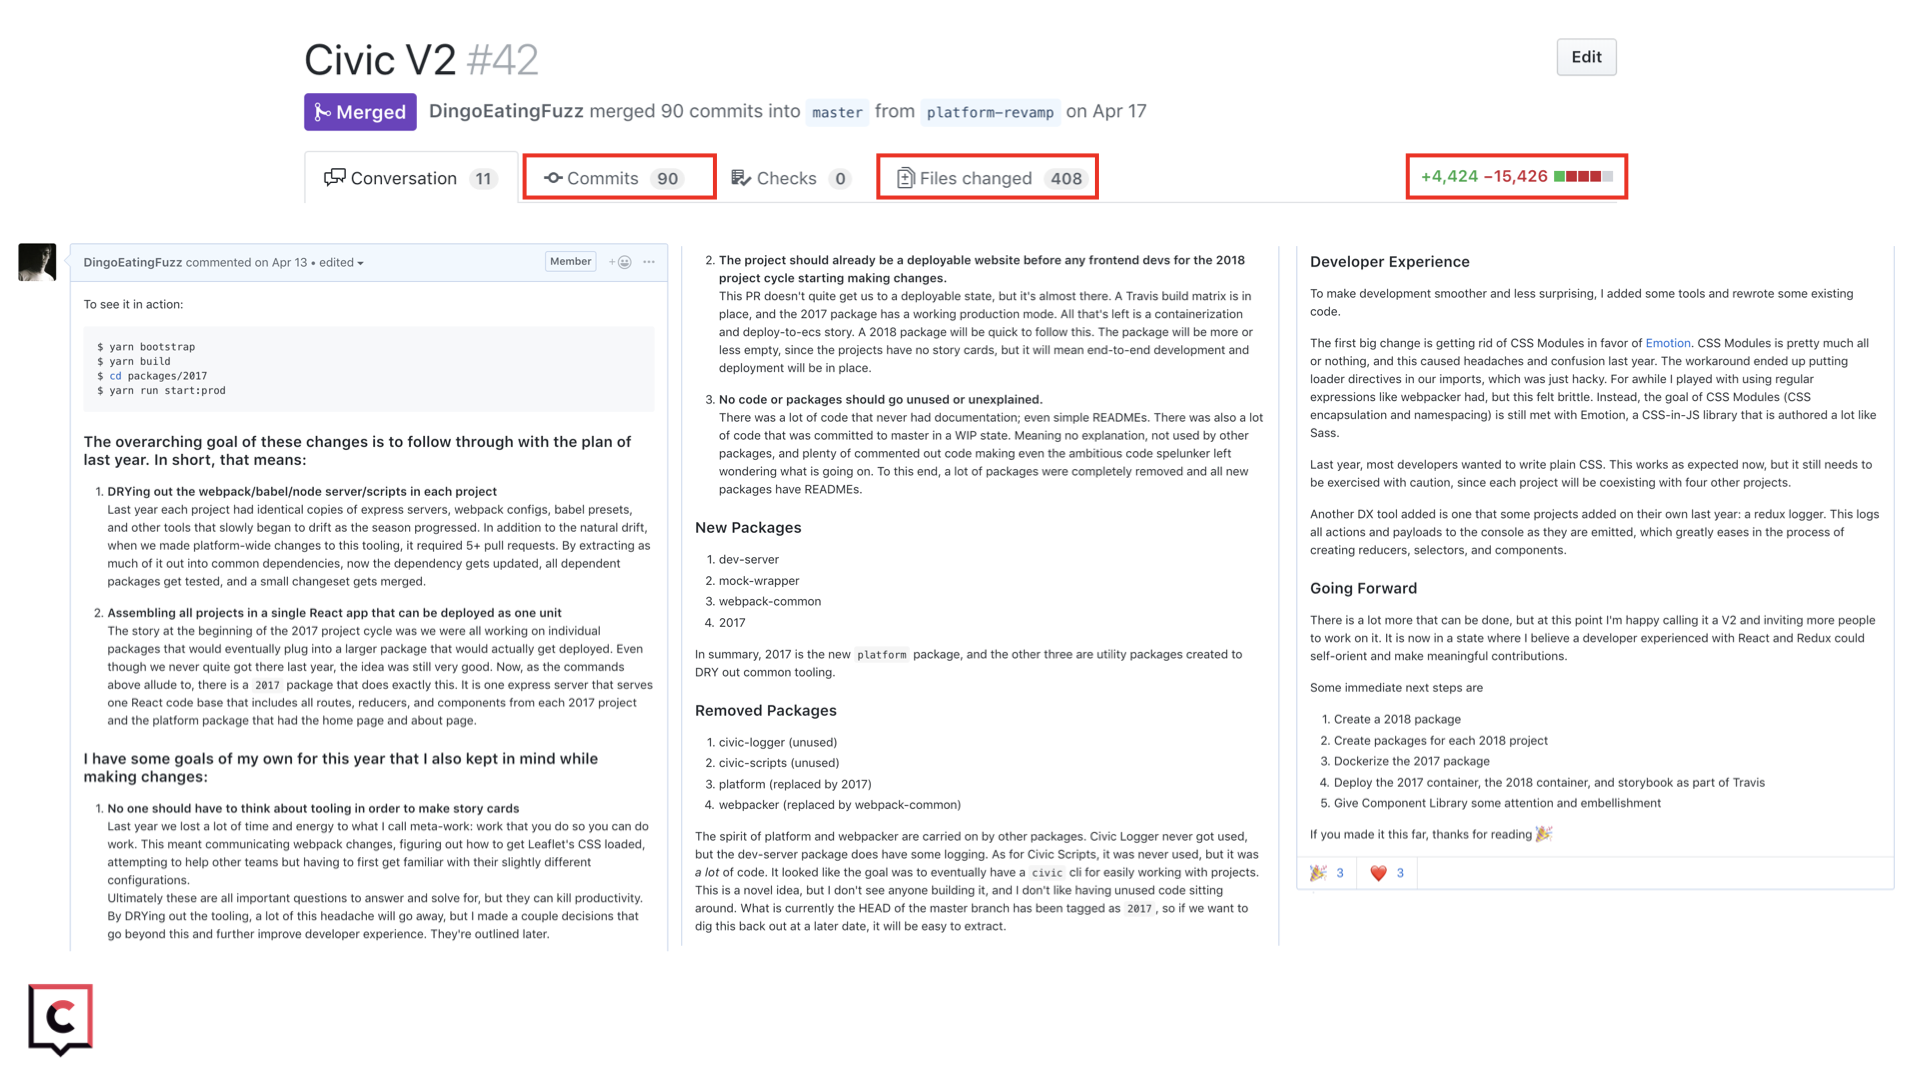 Civic V2 #42
Edit
Merged
DingoEatingFuzz merged 90 commits into master from platform-revamp on Apr 17
Conversation 11
Commits 90
Checks 0
Files changed 408
+4,424 −15,426
DingoEatingFuzz commented on Apr 13 • edited
Member
To see it in action:
$ yarn bootstrap
$ yarn build
$ cd packages/2017
$ yarn run start:prod
The overarching goal of these changes is to follow through with the plan of
last year. In short, that means:
1. DRYing out the webpack/babel/node server/scripts in each project
Last year each project had identical copies of express servers, webpack configs, babel presets,
and other tools that slowly began to drift as the season progressed. In addition to the natural drift,
when we made platform-wide changes to this tooling, it required 5+ pull requests. By extracting as
much of it out into common dependencies, now the dependency gets updated, all dependent
packages get tested, and a small changeset gets merged.
2. Assembling all projects in a single React app that can be deployed as one unit
The story at the beginning of the 2017 project cycle was we were all working on individual
packages that would eventually plug into a larger package that would actually get deployed. Even
though we never quite got there last year, the idea was still very good. Now, as the commands
above allude to, there is a 2017 package that does exactly this. It is one express server that serves
one React code base that includes all routes, reducers, and components from each 2017 project
and the platform package that had the home page and about page.
I have some goals of my own for this year that I also kept in mind while
making changes:
1. No one should have to think about tooling in order to make story cards
Last year we lost a lot of time and energy to what I call meta-work: work that you do so you can do
work. This meant communicating webpack changes, figuring out how to get Leaflet's CSS loaded,
attempting to help other teams but having to first get familiar with their slightly different
configurations.
Ultimately these are all important questions to answer and solve for, but they can kill productivity.
By DRYing out the tooling, a lot of this headache will go away, but I made a couple decisions that
go beyond this and further improve developer experience. They're outlined later.
2. The project should already be a deployable website before any frontend devs for the 2018
project cycle starting making changes.
This PR doesn't quite get us to a deployable state, but it's almost there. A Travis build matrix is in
place, and the 2017 package has a working production mode. All that's left is a containerization
and deploy-to-ecs story. A 2018 package will be quick to follow this. The package will be more or
less empty, since the projects have no story cards, but it will mean end-to-end development and
deployment will be in place.
3. No code or packages should go unused or unexplained.
There was a lot of code that never had documentation; even simple READMEs. There was also a lot
of code that was committed to master in a WIP state. Meaning no explanation, not used by other
packages, and plenty of commented out code making even the ambitious code spelunker left
wondering what is going on. To this end, a lot of packages were completely removed and all new
packages have READMEs.
New Packages
1. dev-server
2. mock-wrapper
3. webpack-common
4. 2017
In summary, 2017 is the new platform package, and the other three are utility packages created to
DRY out common tooling.
Removed Packages
1. civic-logger (unused)
2. civic-scripts (unused)
3. platform (replaced by 2017)
4. webpacker (replaced by webpack-common)
The spirit of platform and webpacker are carried on by other packages. Civic Logger never got used,
but the dev-server package does have some logging. As for Civic Scripts, it was never used, but it was
a lot of code. It looked like the goal was to eventually have a civic cli for easily working with projects.
This is a novel idea, but I don't see anyone building it, and I don't like having unused code sitting
around. What is currently the HEAD of the master branch has been tagged as 2017, so if we want to
dig this back out at a later date, it will be easy to extract.
Developer Experience
To make development smoother and less surprising, I added some tools and rewrote some existing
code.
The first big change is getting rid of CSS Modules in favor of Emotion. CSS Modules is pretty much all
or nothing, and this caused headaches and confusion last year. The workaround ended up putting
loader directives in our imports, which was just hacky. For awhile I played with using regular
expressions like webpacker had, but this felt brittle. Instead, the goal of CSS Modules (CSS
encapsulation and namespacing) is still met with Emotion, a CSS-in-JS library that is authored a lot like
Sass.
Last year, most developers wanted to write plain CSS. This works as expected now, but it still needs to
be exercised with caution, since each project will be coexisting with four other projects.
Another DX tool added is one that some projects added on their own last year: a redux logger. This logs
all actions and payloads to the console as they are emitted, which greatly eases in the process of
creating reducers, selectors, and components.
Going Forward
There is a lot more that can be done, but at this point I'm happy calling it a V2 and inviting more people
to work on it. It is now in a state where I believe a developer experienced with React and Redux could
self-orient and make meaningful contributions.
Some immediate next steps are
1. Create a 2018 package
2. Create packages for each 2018 project
3. Dockerize the 2017 package
4. Deploy the 2017 container, the 2018 container, and storybook as part of Travis
5. Give Component Library some attention and embellishment
If you made it this far, thanks for reading 🎉
🎉 3 ❤️ 3
C